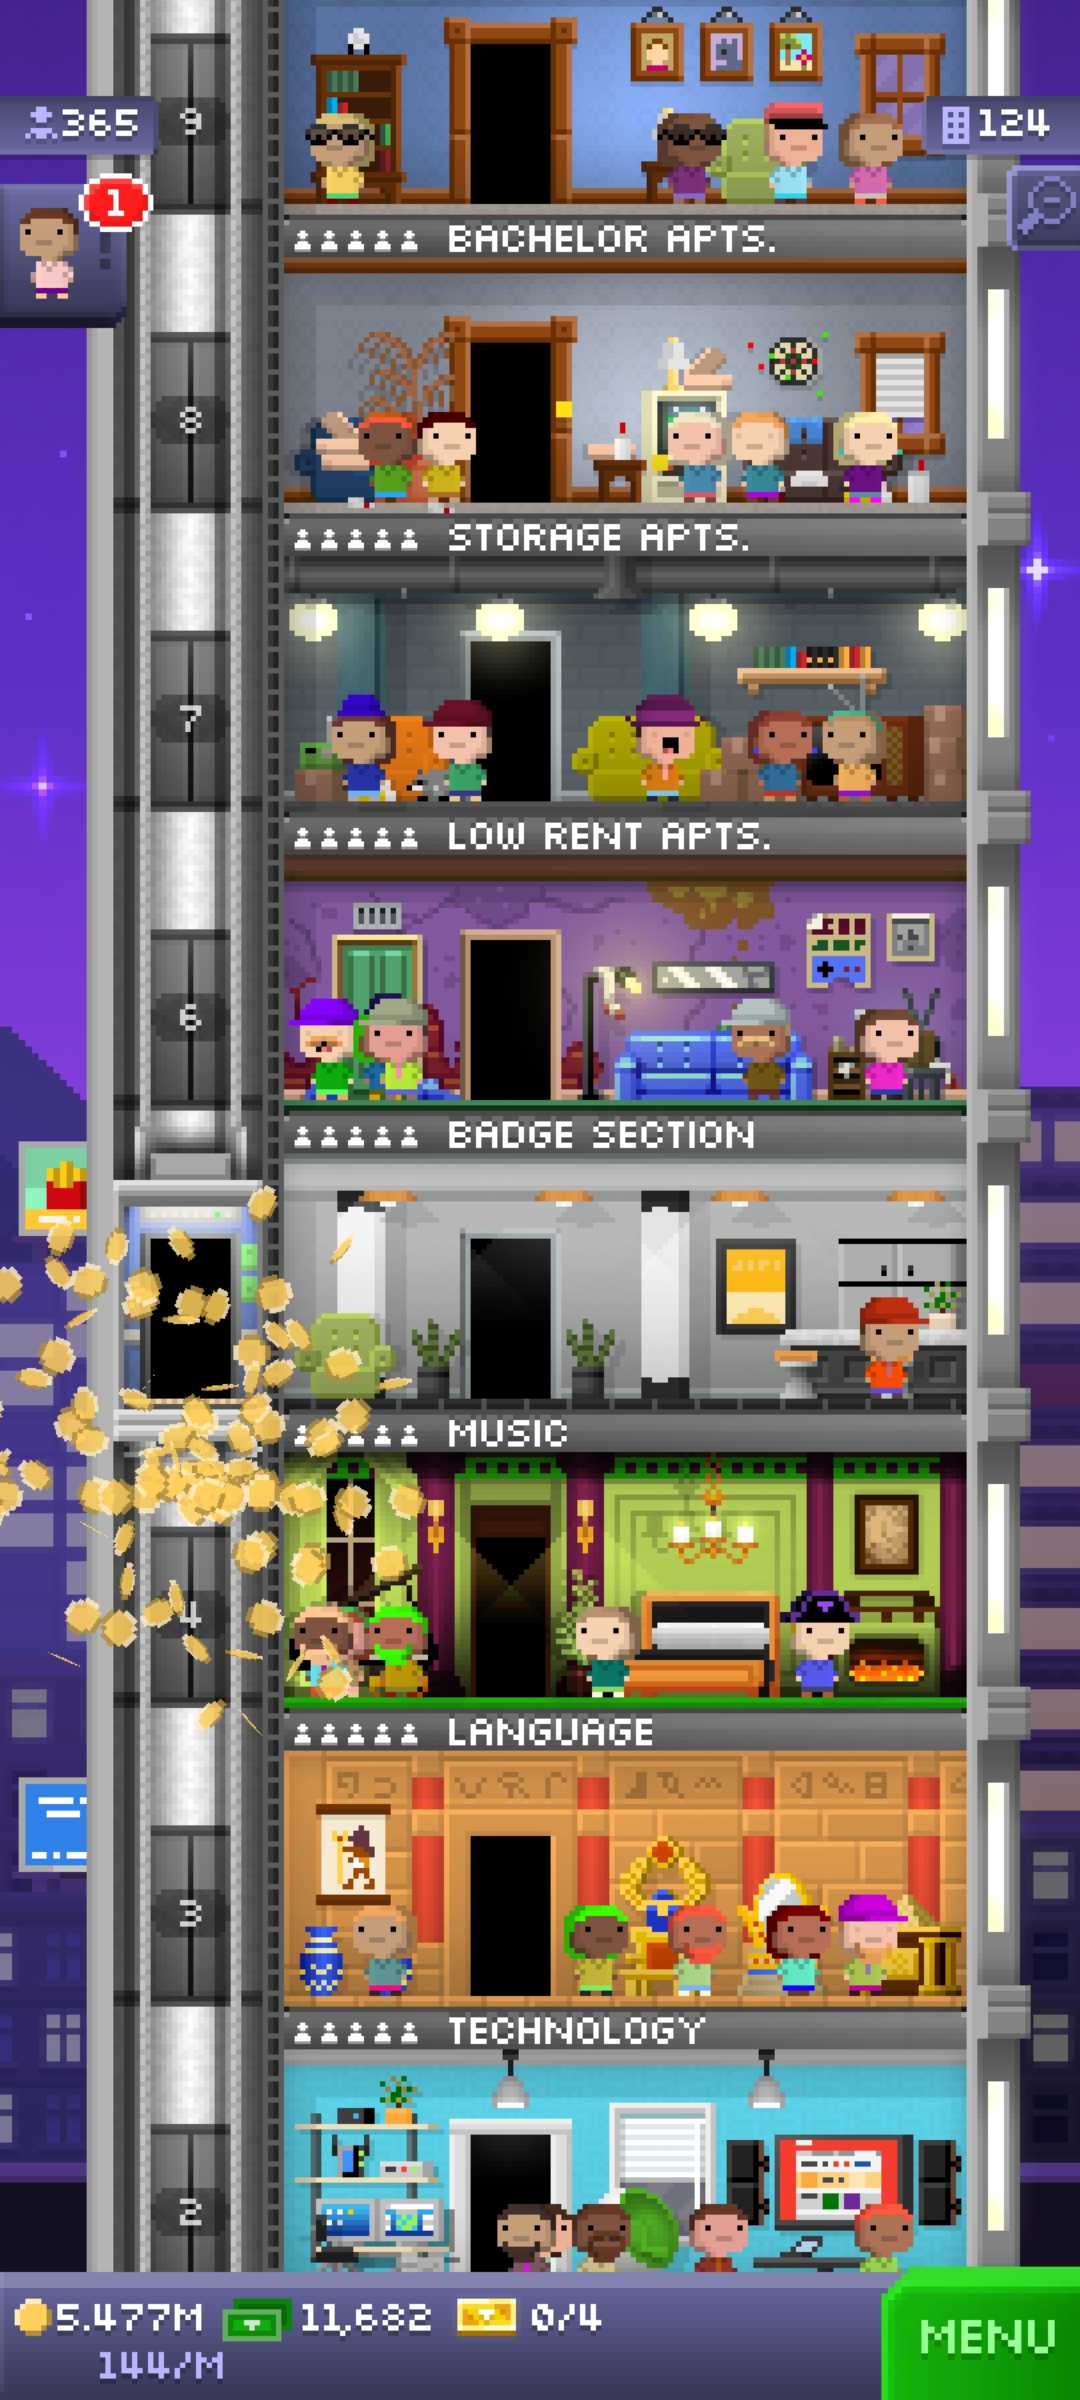 9
365
124
1
BACHELOR APTS.
8
STORAGE APTS.
7
LOW RENT APTS.
6
BADGE SECTION
MUSIC
4
LANGUAGE
3
TECHNOLOGY
2
5.477M 11,682 0/4
144/M
MENU